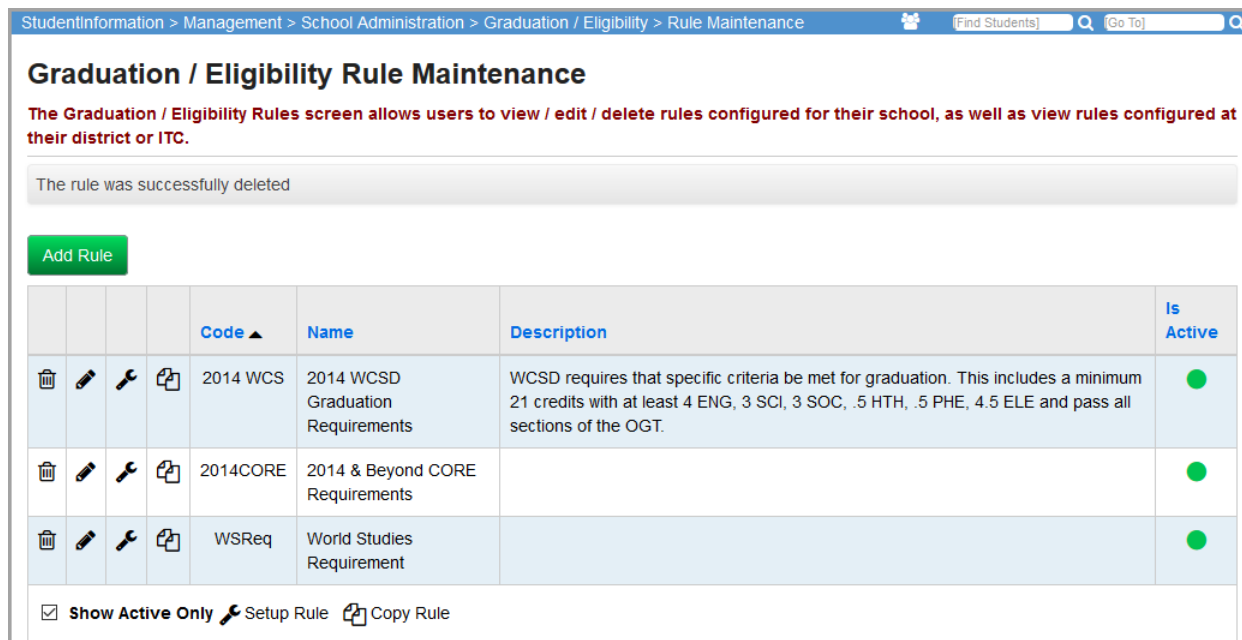 StudentInformation > Management > School Administration > Graduation / Eligibility > Rule Maintenance [Find Students] [Go To]
Graduation / Eligibility Rule Maintenance
The Graduation / Eligibility Rules screen allows users to view / edit / delete rules configured for their school, as well as view rules configured at
their district or ITC.
The rule was successfully deleted
Add Rule
Code Name Description Is
Active
2014 WCS 2014 WCSD WCSD requires that specific criteria be met for graduation. This includes a minimum
Graduation 21 credits with at least 4 ENG, 3 SCI, 3 SOC, .5 HTH, .5 PHE, 4.5 ELE and pass all
Requirements sections of the OGT.
2014CORE 2014 & Beyond CORE
Requirements
WSReq World Studies
Requirement
Show Active Only Setup Rule Copy Rule